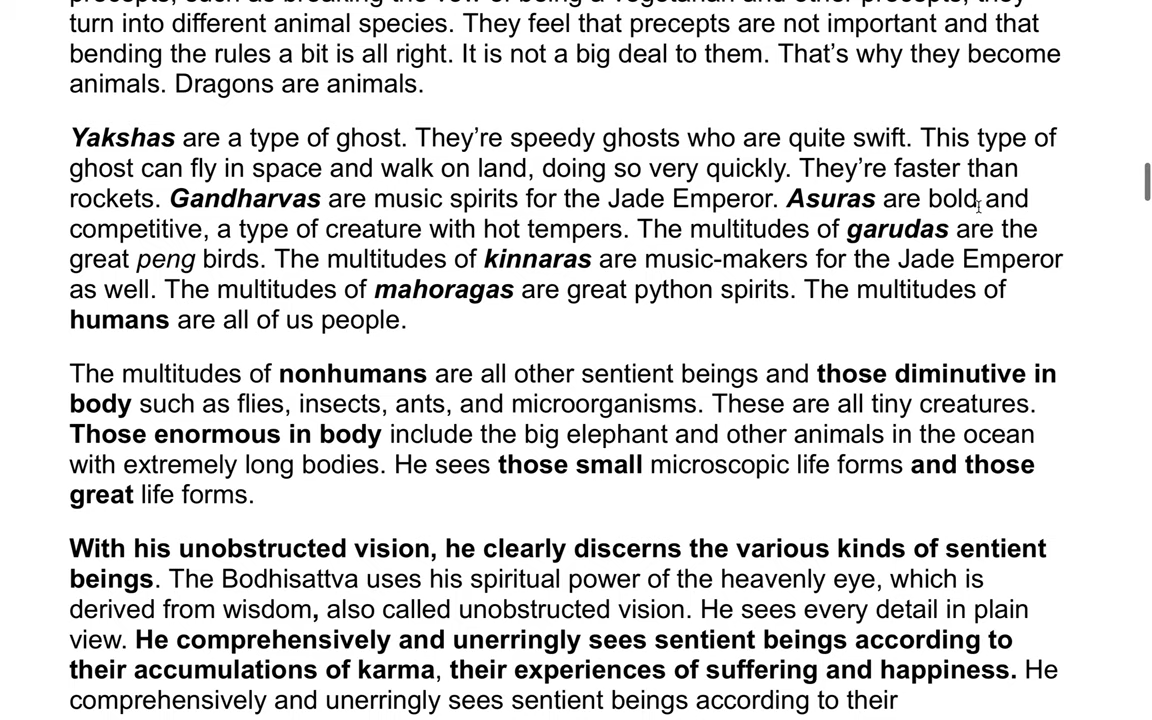 precepts, such as breaking the vow of being a vegetarian and other precepts, they
turn into different animal species. They feel that precepts are not important and that
bending the rules a bit is all right. It is not a big deal to them. That’s why they become
animals. Dragons are animals.
Yakshas are a type of ghost. They’re speedy ghosts who are quite swift. This type of
ghost can fly in space and walk on land, doing so very quickly. They’re faster than
rockets. Gandharvas are music spirits for the Jade Emperor. Asuras are bold and
competitive, a type of creature with hot tempers. The multitudes of garudas are the
great peng birds. The multitudes of kinnaras are music-makers for the Jade Emperor
as well. The multitudes of mahoragas are great python spirits. The multitudes of
humans are all of us people.
The multitudes of nonhumans are all other sentient beings and those diminutive in
body such as flies, insects, ants, and microorganisms. These are all tiny creatures.
Those enormous in body include the big elephant and other animals in the ocean
with extremely long bodies. He sees those small microscopic life forms and those
great life forms.
With his unobstructed vision, he clearly discerns the various kinds of sentient
beings. The Bodhisattva uses his spiritual power of the heavenly eye, which is
derived from wisdom, also called unobstructed vision. He sees every detail in plain
view. He comprehensively and unerringly sees sentient beings according to
their accumulations of karma, their experiences of suffering and happiness. He
comprehensively and unerringly sees sentient beings according to their